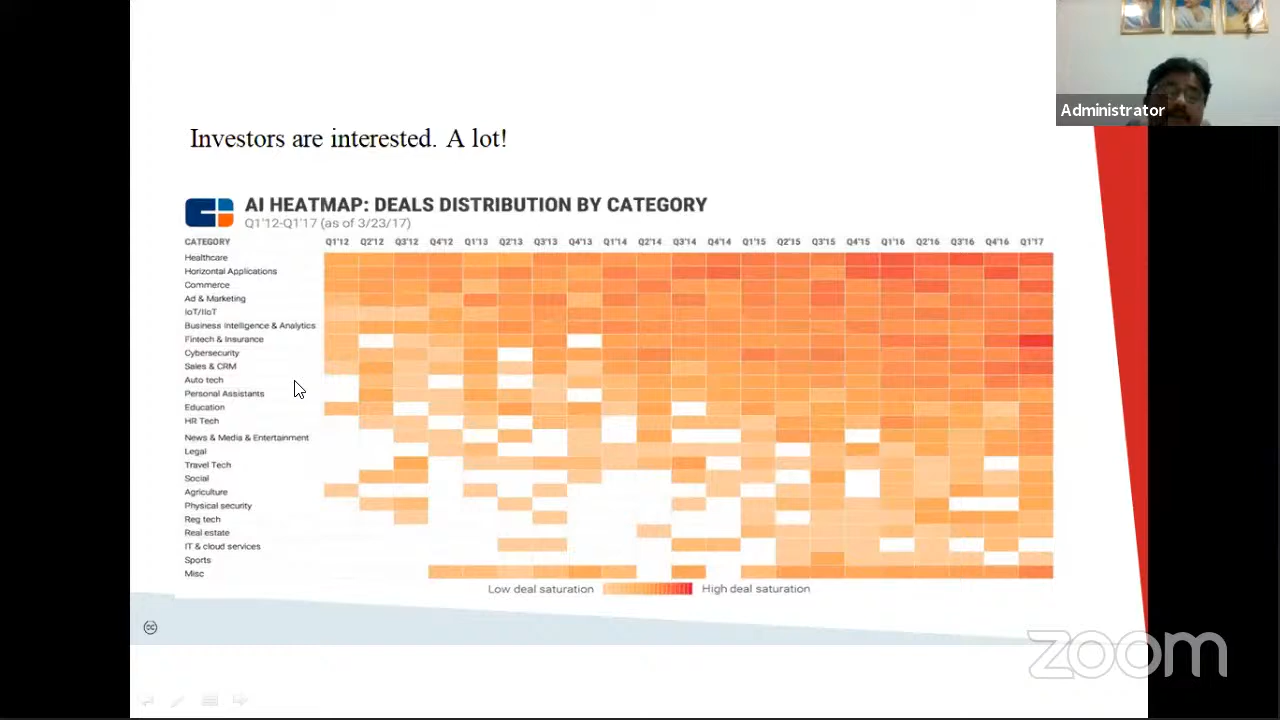 Administrator
Investors are interested. A lot!
AI HEATMAP: DEALS DISTRIBUTION BY CATEGORY
Q1'12-Q1'17 (as of 3/23/17)
CATEGORY Q1'12 Q2'12 Q3'12 Q4'12 Q1'13 Q2'13 Q3'13 Q4'13 Q1'14 Q2'14 Q3'14 Q4'14 Q1'15 Q2'15 Q3'15 Q4'15 Q1'16 Q2'16 Q3'16 Q4'16 Q1'17
Healthcare
Horizontal Applications
Commerce
Ad & Marketing
IoT/IIoT
Business Intelligence & Analytics
Fintech & Insurance
Cybersecurity
Sales & CRM
Auto tech
Personal Assistants
Education
HR Tech
News & Media & Entertainment
Legal
Travel Tech
Social
Agriculture
Physical security
Reg tech
Real estate
IT & cloud services
Sports
Misc
Low deal saturation High deal saturation
cc
zoom